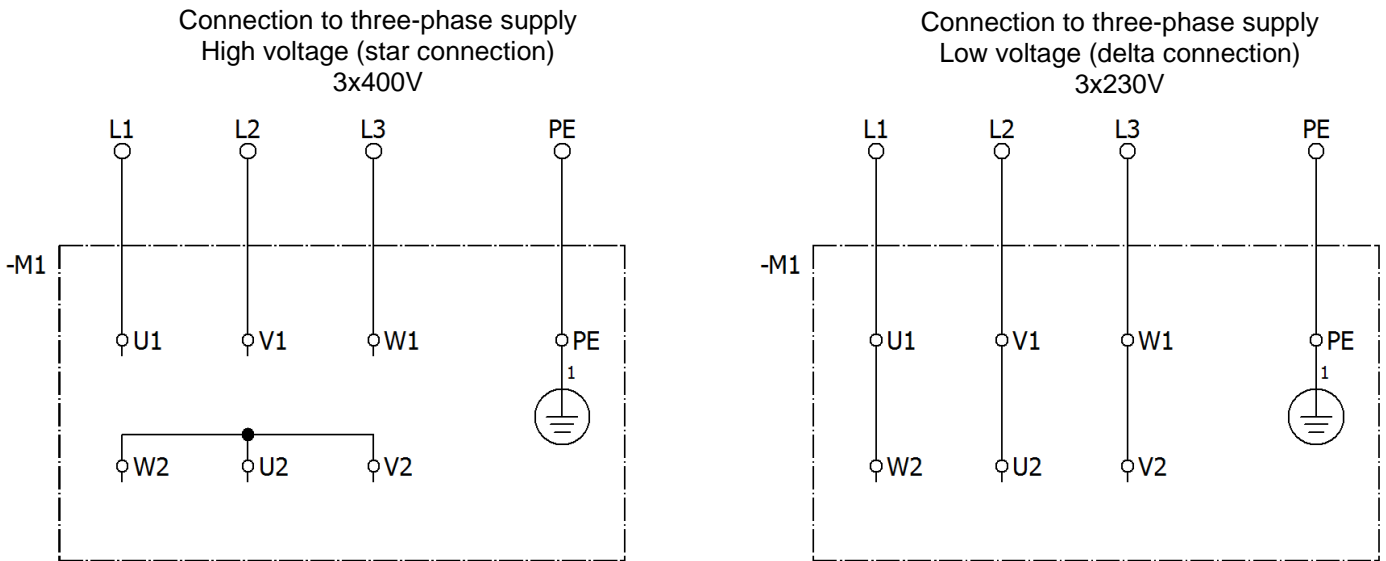 Connection to three-phase supply
High voltage (star connection)
3x400V
L1 L2 L3 PE
-M1
U1 V1 W1 PE
1
W2 U2 V2
Connection to three-phase supply
Low voltage (delta connection)
3x230V
L1 L2 L3 PE
-M1
U1 V1 W1 PE
1
W2 U2 V2